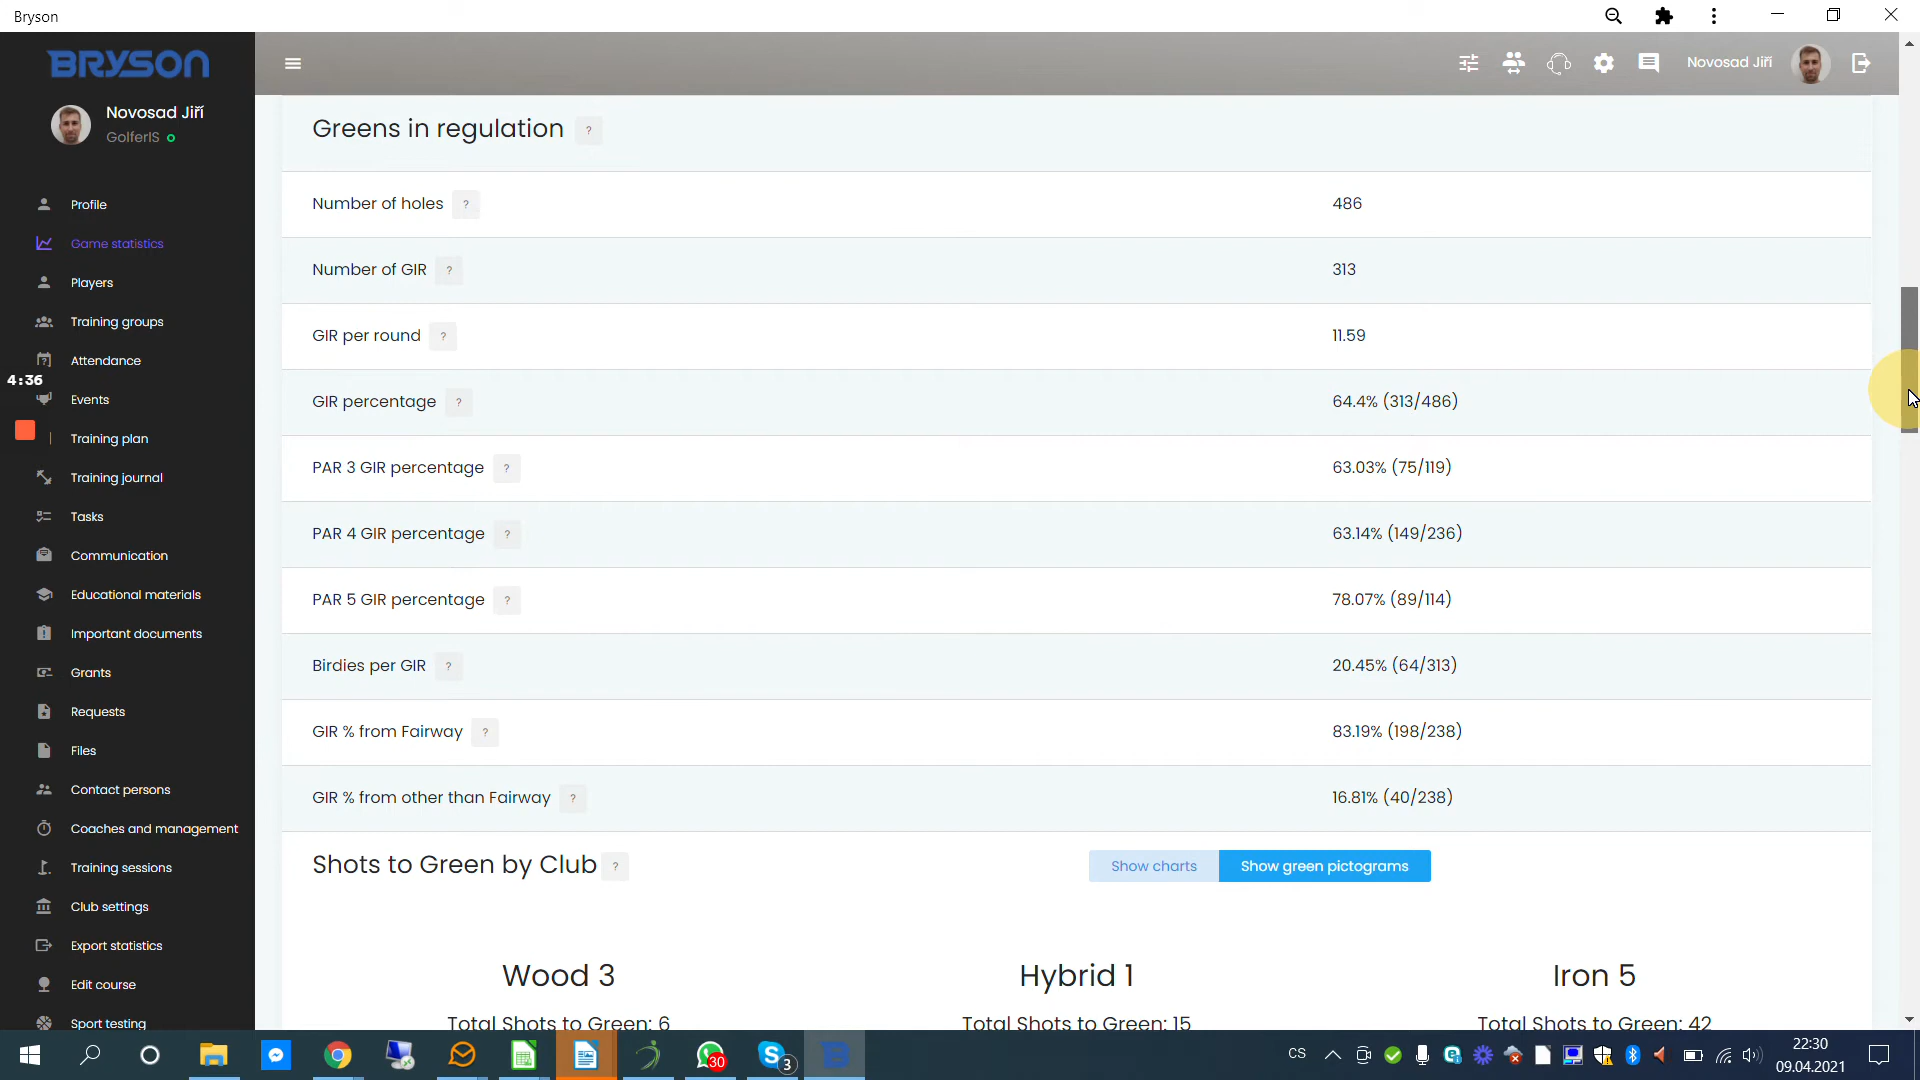 Bryson
BRYSON
Novosad Jiří
GolferIS
Novosad Jiří
Profile
Game statistics
Players
Training groups
Attendance
4:36
Events
Training plan
Training journal
Tasks
Communication
Educational materials
Important documents
Grants
Requests
Files
Contact persons
Coaches and management
Training sessions
Club settings
Export statistics
Edit course
Sport testing
Greens in regulation ?
Number of holes ? 486
Number of GIR ? 313
GIR per round ? 11.59
GIR percentage ? 64.4% (313/486)
PAR 3 GIR percentage ? 63.03% (75/119)
PAR 4 GIR percentage ? 63.14% (149/236)
PAR 5 GIR percentage ? 78.07% (89/114)
Birdies per GIR ? 20.45% (64/313)
GIR % from Fairway ? 83.19% (198/238)
GIR % from other than Fairway ? 16.81% (40/238)
Shots to Green by Club ? Show charts Show green pictograms
Wood 3 Hybrid 1 Iron 5
Total Shots to Green: 6 Total Shots to Green: 15 Total Shots to Green: 42
30
3
CS
22:30
09.04.2021